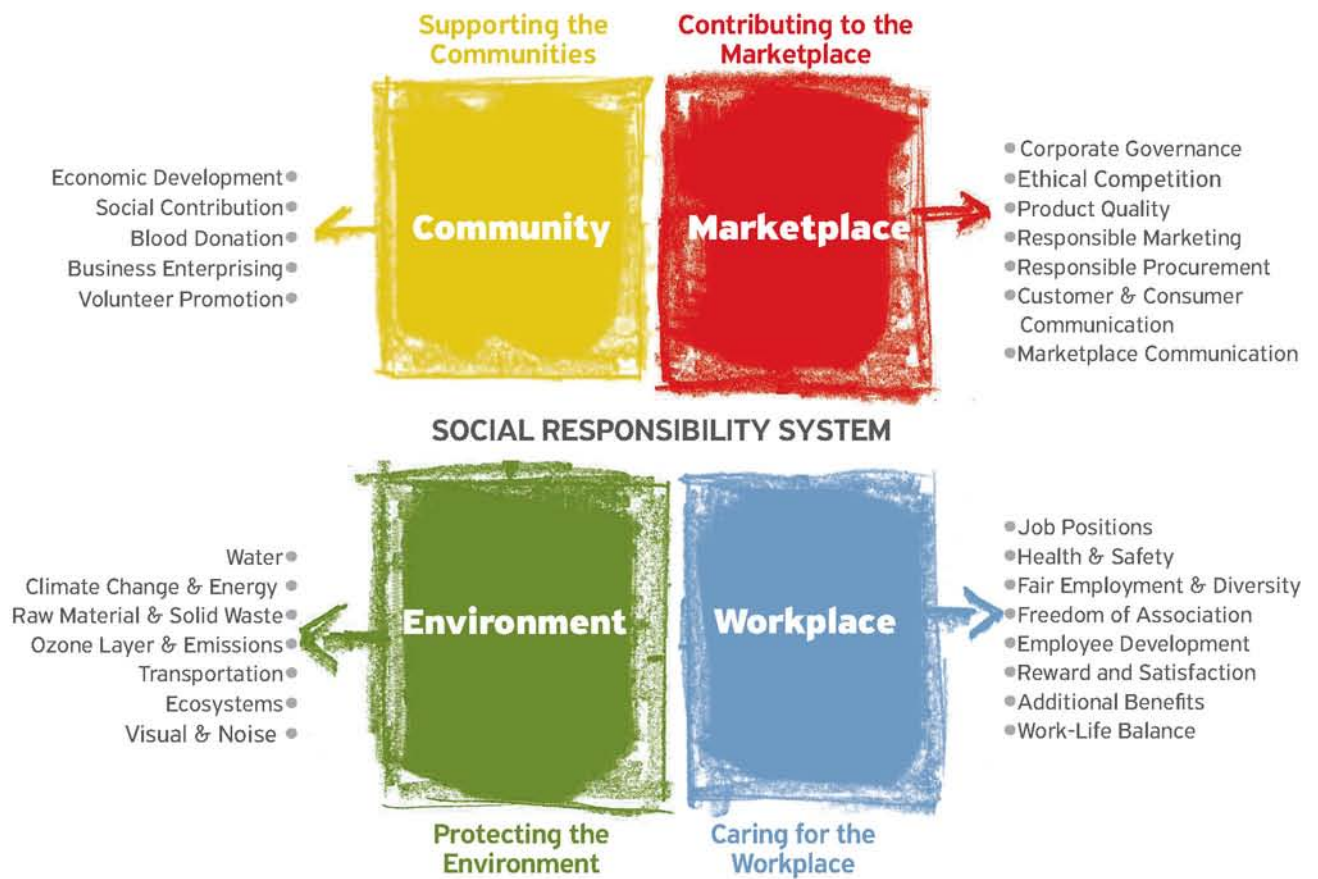 Supporting the
Communities
Contributing to the
Marketplace
Economic Development
Social Contribution
Blood Donation
Business Enterprising
Volunteer Promotion
Community
Marketplace
Corporate Governance
Ethical Competition
Product Quality
Responsible Marketing
Responsible Procurement
Customer & Consumer
Communication
Marketplace Communication
SOCIAL RESPONSIBILITY SYSTEM
Water
Climate Change & Energy
Raw Material & Solid Waste
Ozone Layer & Emissions
Transportation
Ecosystems
Visual & Noise
Environment
Workplace
Job Positions
Health & Safety
Fair Employment & Diversity
Freedom of Association
Employee Development
Reward and Satisfaction
Additional Benefits
Work-Life Balance
Protecting the
Environment
Caring for the
Workplace